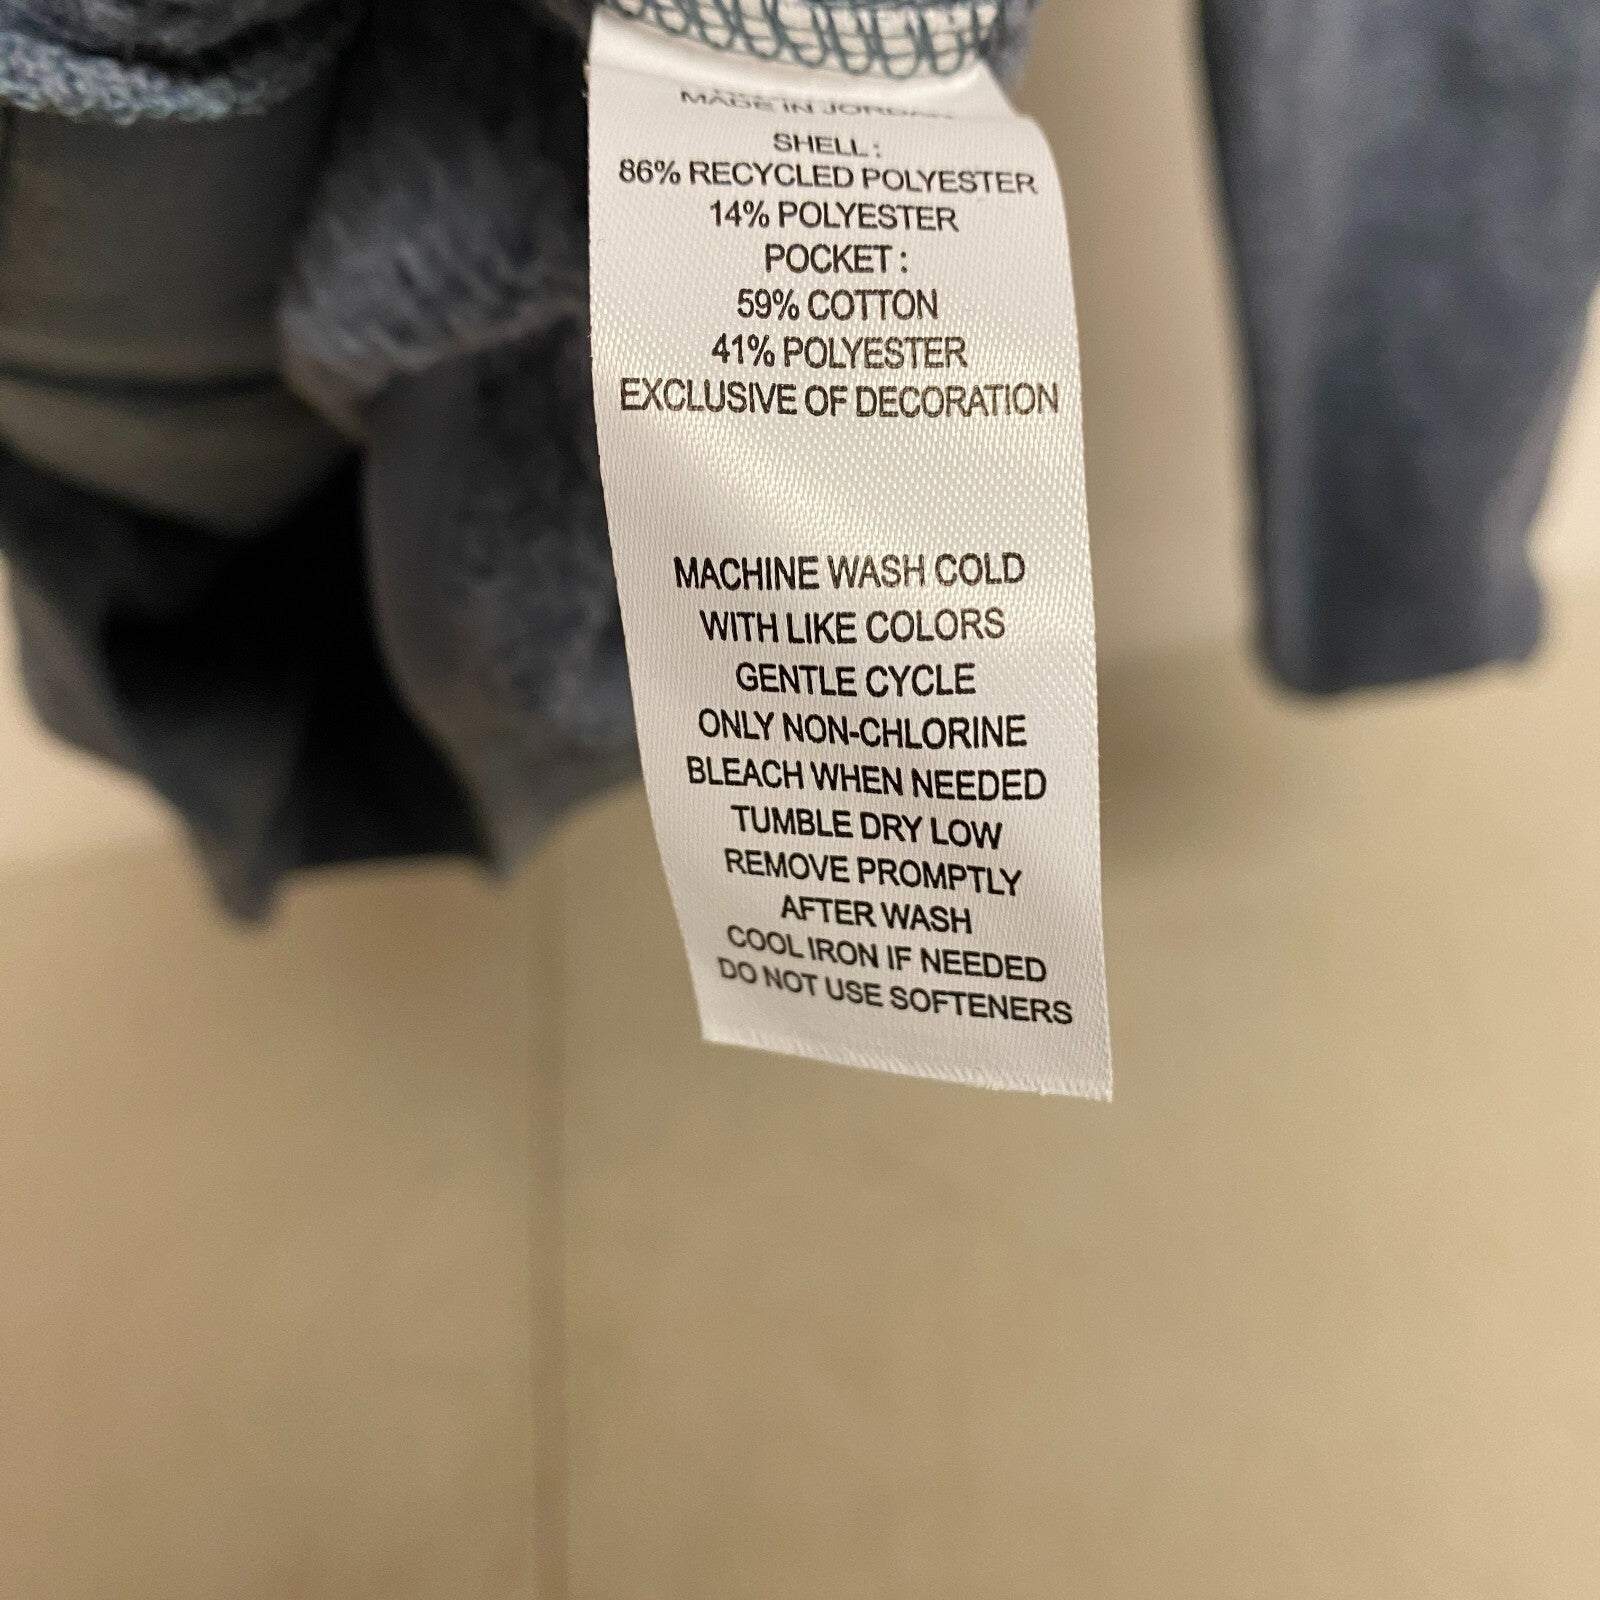 MADE IN JORDAN
SHELL :
86% RECYCLED POLYESTER
14% POLYESTER
POCKET :
59% COTTON
41% POLYESTER
EXCLUSIVE OF DECORATION
MACHINE WASH COLD
WITH LIKE COLORS
GENTLE CYCLE
ONLY NON-CHLORINE
BLEACH WHEN NEEDED
TUMBLE DRY LOW
REMOVE PROMPTLY
AFTER WASH
COOL IRON IF NEEDED
DO NOT USE SOFTENERS